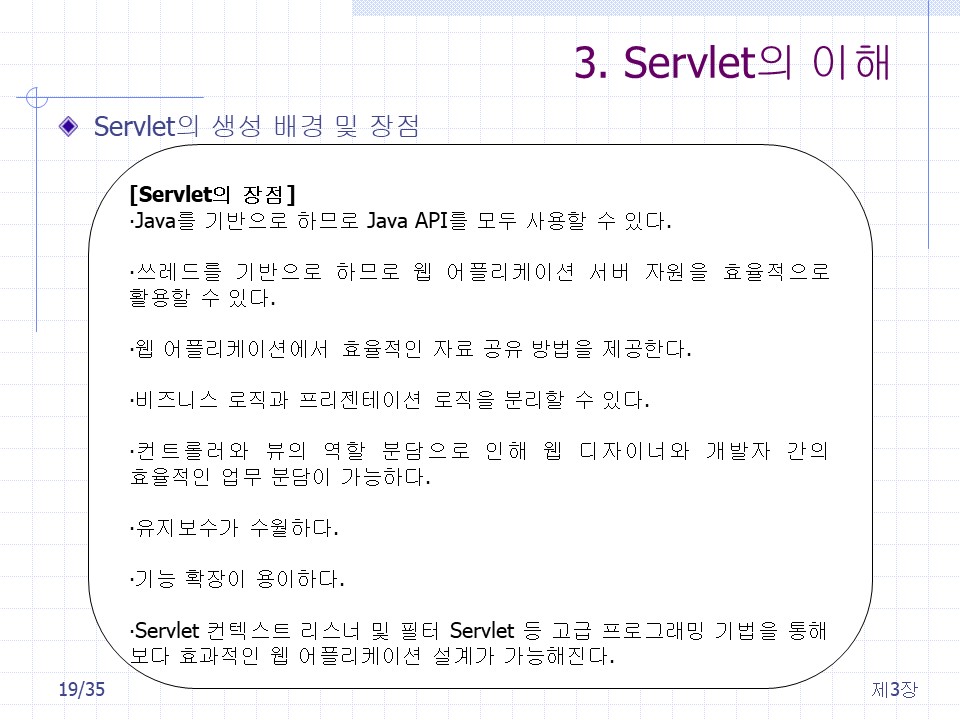 3. Servlet의 이해
Servlet의 생성 배경 및 장점
[Servlet의 장점]
·Java를 기반으로 하므로 Java API를 모두 사용할 수 있다.
·쓰레드를 기반으로 하므로 웹 어플리케이션 서버 자원을 효율적으로
활용할 수 있다.
·웹 어플리케이션에서 효율적인 자료 공유 방법을 제공한다.
·비즈니스 로직과 프리젠테이션 로직을 분리할 수 있다.
·컨트롤러와 뷰의 역할 분담으로 인해 웹 디자이너와 개발자 간의
효율적인 업무 분담이 가능하다.
·유지보수가 수월하다.
·기능 확장이 용이하다.
·Servlet 컨텍스트 리스너 및 필터 Servlet 등 고급 프로그래밍 기법을 통해
보다 효과적인 웹 어플리케이션 설계가 가능해진다.
19/35
제3장